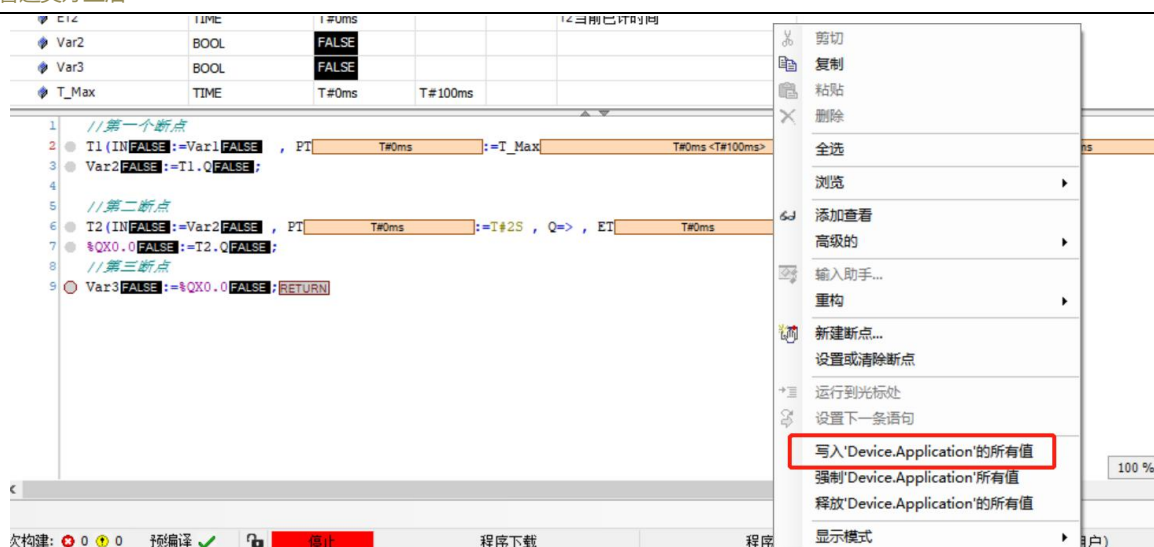 ET2 TIME T#0ms T2当前已计时间
Var2 BOOL FALSE
Var3 BOOL FALSE
T_Max TIME T#0ms T#100ms
1 //第一个断点
2 T1(IN FALSE :=Var1 FALSE , PT T#0ms :=T_Max T#0ms <T#100ms> ms
3 Var2 FALSE :=T1.Q FALSE ;
4
5 //第二断点
6 T2(IN FALSE :=Var2 FALSE , PT T#0ms :=T#2S , Q=> , ET T#0ms
7 %QX0.0 FALSE :=T2.Q FALSE ;
8 //第三断点
9 Var3 FALSE :=%QX0.0 FALSE ; RETURN
剪切
复制
粘贴
删除
全选
浏览
添加查看
高级的
输入助手...
重构
新建断点...
设置或清除断点
运行到光标处
设置下一条语句
写入'Device.Application'的所有值
强制'Device.Application'所有值
释放'Device.Application'的所有值
显示模式
100 %
次构建: 0 0 预编译 停止 程序下载 程序 用户)